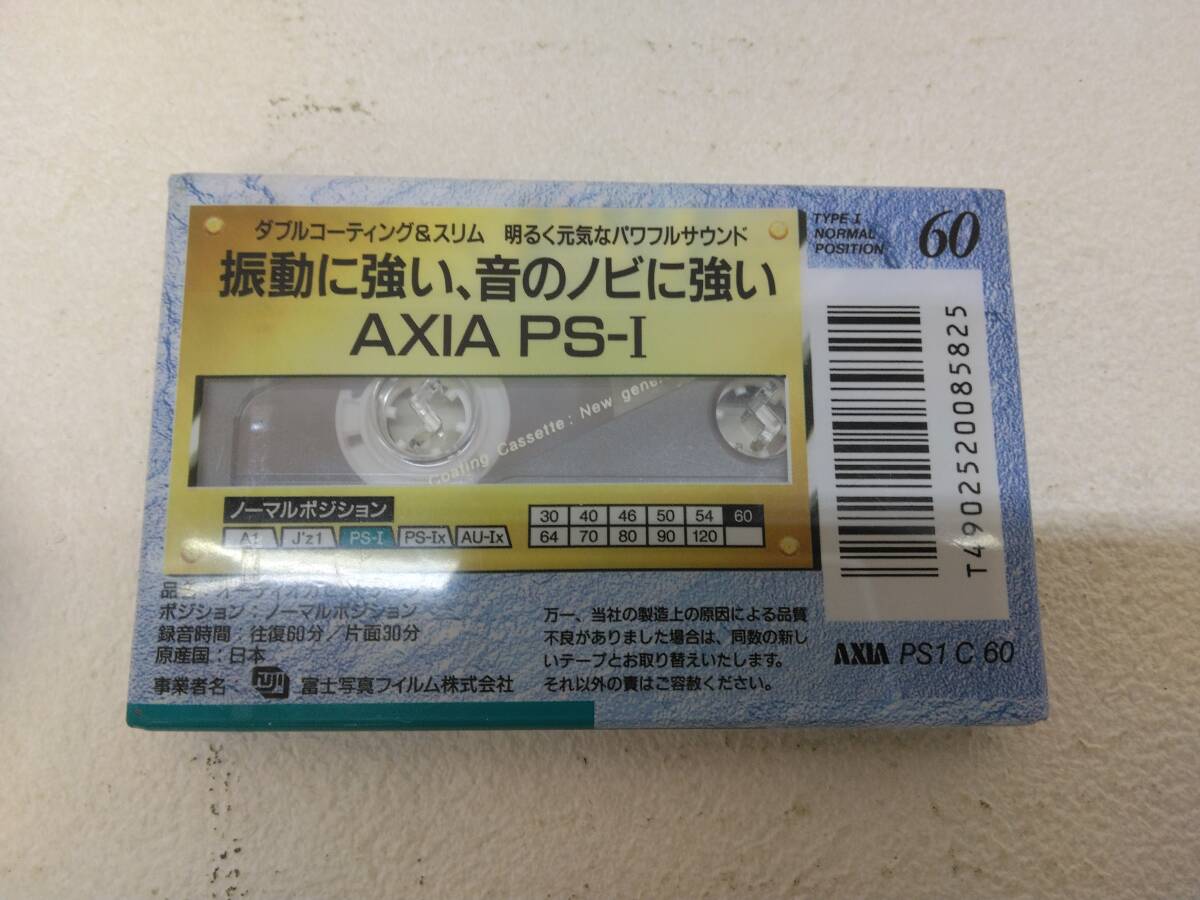 ダブルコーティング&スリム 明るく元気なパワフルサウンド
振動に強い、音のノビに強い
AXIA PS-I
Coating Cassette: New gener
ノーマルポジション
A1 J'z1 PS-I PS-Ix AU-Ix
30 40 46 50 54 60
64 70 80 90 120
ポジション:ノーマルポジション
録音時間:往復60分/片面30分
原産国:日本
事業者名 FUJI 富士写真フイルム株式会社
万一、当社の製造上の原因による品質
不良がありました場合は、同数の新し
いテープとお取り替えいたします。
それ以外の責はご容赦ください。
TYPE I
NORMAL
POSITION
60
T4902520085825
AXIA PS1 C 60